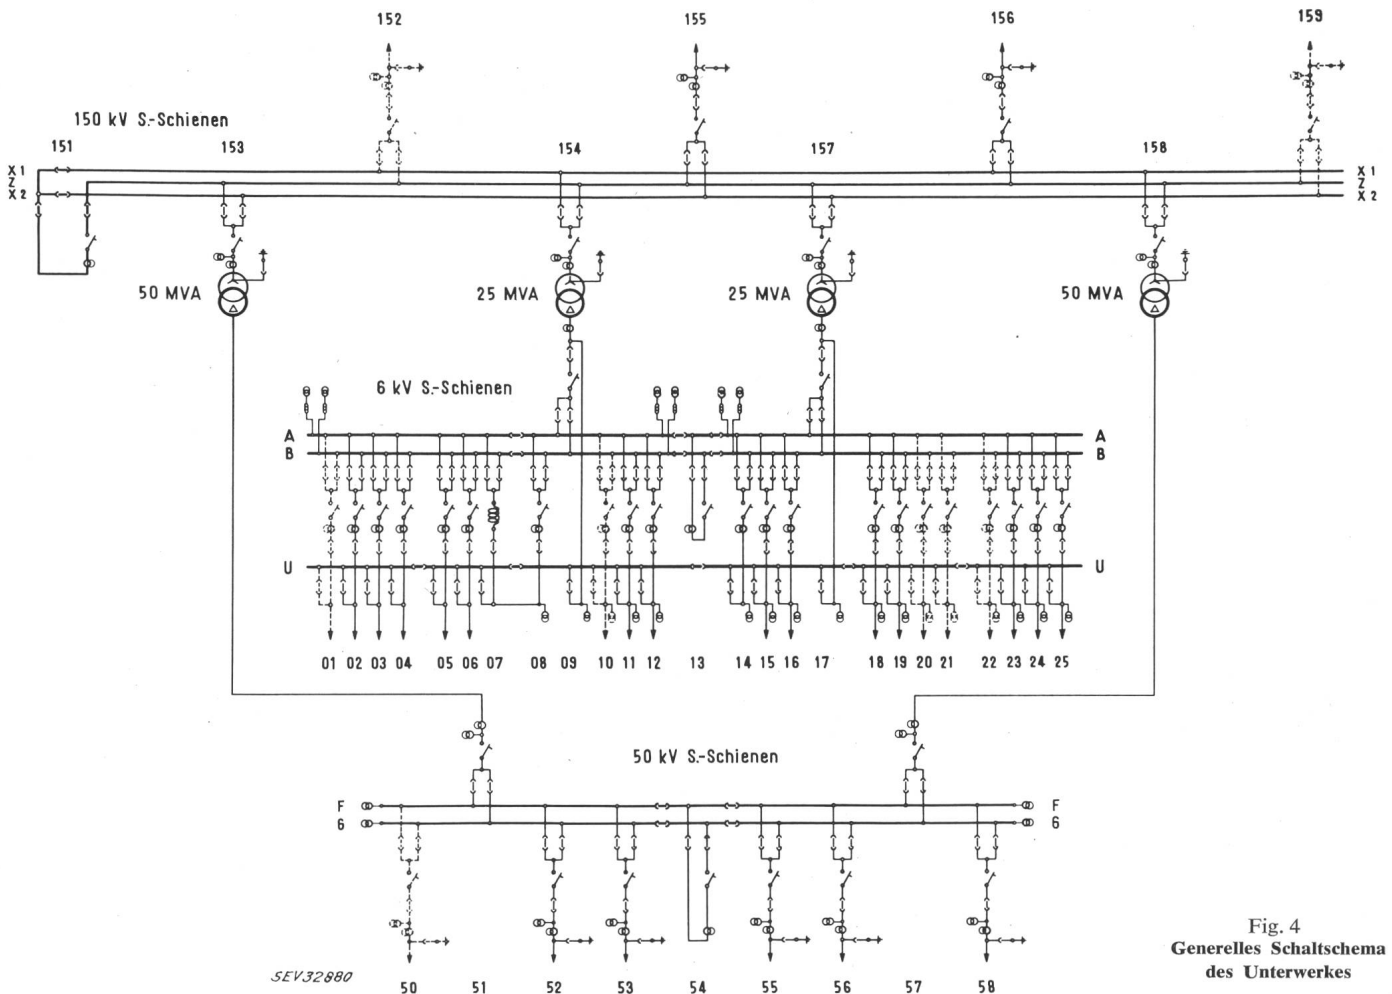 152 155 156 159
150 kV S.-Schienen
151 153 154 157 158
X 1 X 1
Z Z
X 2 X 2
50 MVA 25 MVA 25 MVA 50 MVA
6 kV S.-Schienen
A A
B B
U U
01 02 03 04 05 06 07 08 09 10 11 12 13 14 15 16 17 18 19 20 21 22 23 24 25
50 kV S.-Schienen
F F
6 6
SEV32880
50 51 52 53 54 55 56 57 58
Fig. 4
Generelles Schaltschema
des Unterwerkes